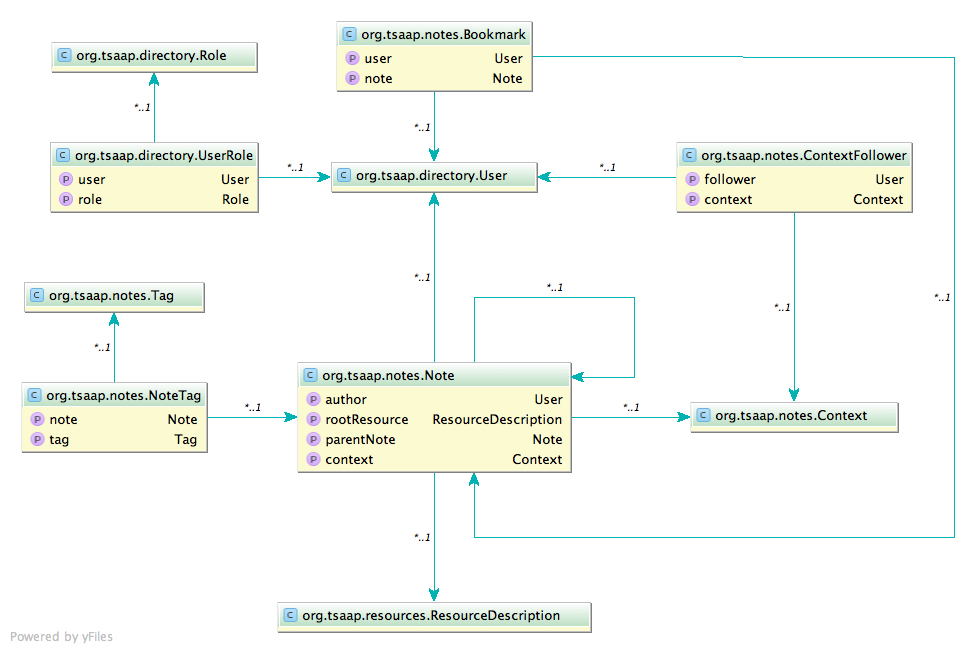 C org.tsaap.notes.Bookmark
P user User
P note Note
C org.tsaap.directory.Role
*..1
*..1
C org.tsaap.directory.UserRole
P user User
P role Role
*..1
C org.tsaap.directory.User
*..1
C org.tsaap.notes.ContextFollower
P follower User
P context Context
*..1
*..1
C org.tsaap.notes.Tag
*..1
*..1
*..1
C org.tsaap.notes.NoteTag
P note Note
P tag Tag
*..1
C org.tsaap.notes.Note
P author User
P rootResource ResourceDescription
P parentNote Note
P context Context
*..1
C org.tsaap.notes.Context
*..1
C org.tsaap.resources.ResourceDescription
Powered by yFiles